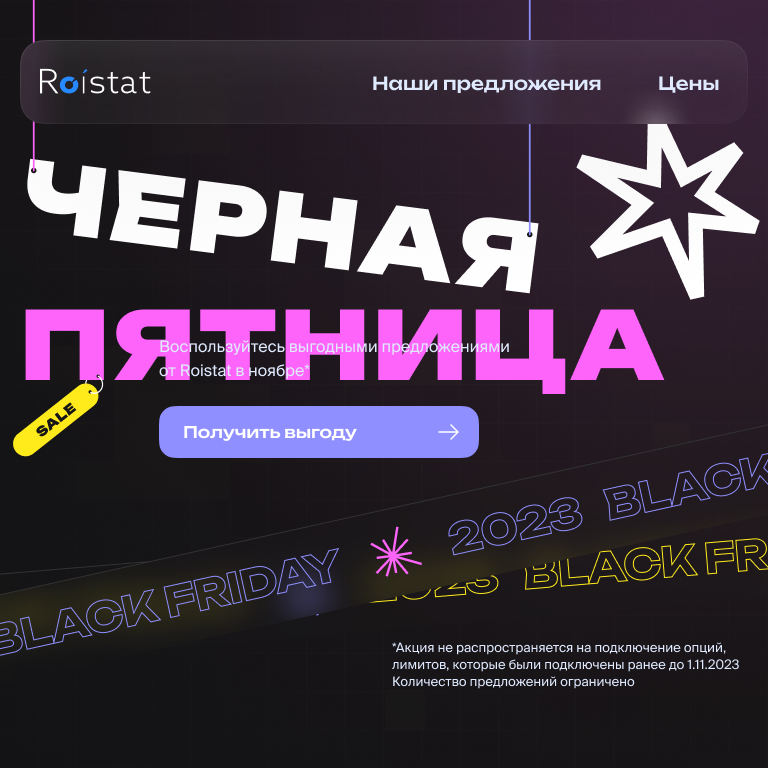 Roistat
Наши предложения
Цены
ЧЕРНАЯ
ПЯТНИЦА
Воспользуйтесь выгодными предложениями
от Roistat в ноябре*
SALE
Получить выгоду
BLACK FRIDAY
2023 BLACK
2023 BLACK FR
*Акция не распространяется на подключение опций,
лимитов, которые были подключены ранее до 1.11.2023
Количество предложений ограничено